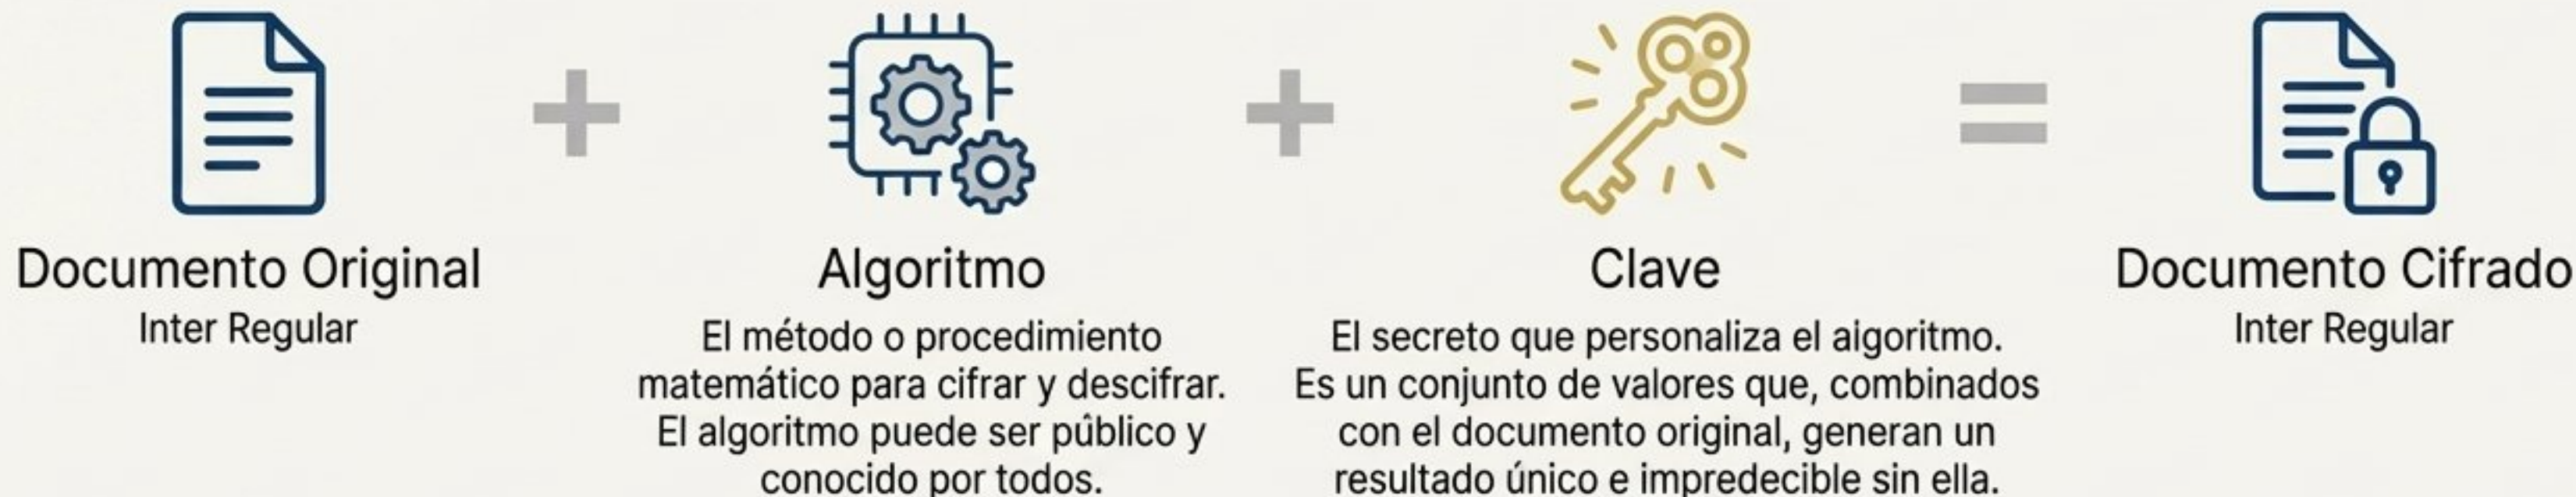 Documento Original
Inter Regular
Algoritmo
El método o procedimiento
matemático para cifrar y descifrar.
El algoritmo puede ser pûblico y
conocido por todos.
Clave
El secreto que personaliza el aigoritmo.
Es un conjunto de valores que, combinados
con el documento original, generan un
resultado único e impredecible sin ella.
Documento Cifrado
Inter Regular